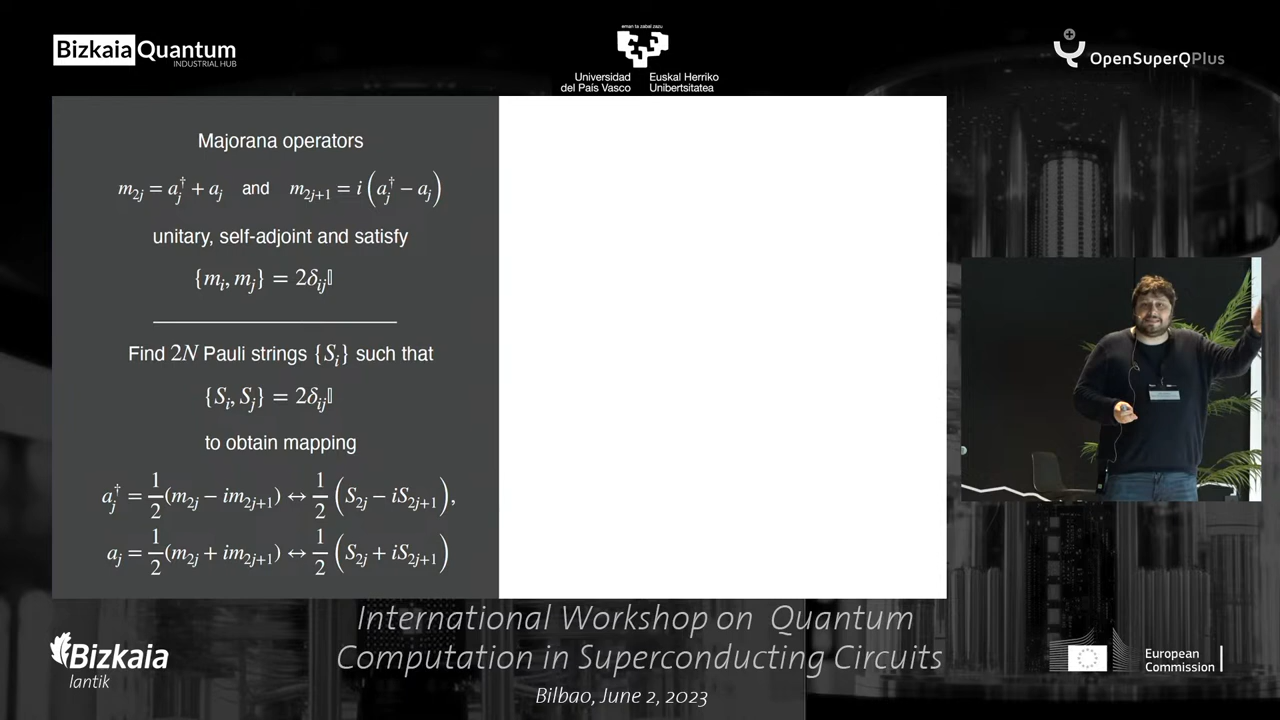 Bizkaia Quantum
INDUSTRIAL HUB
eman ta zabal zazu
Universidad del País Vasco
Euskal Herriko Unibertsitatea
OpenSuperQPlus
Majorana operators
m_{2j} = a_j^† + a_j and m_{2j+1} = i(a_j^† − a_j)
unitary, self-adjoint and satisfy
{m_i, m_j} = 2δ_{ij}𝕀
Find 2N Pauli strings {S_i} such that
{S_i, S_j} = 2δ_{ij}𝕀
to obtain mapping
a_j^† = 1/2(m_{2j} − im_{2j+1}) ↔ 1/2(S_{2j} − iS_{2j+1}),
a_j = 1/2(m_{2j} + im_{2j+1}) ↔ 1/2(S_{2j} + iS_{2j+1})
International Workshop on Quantum
Computation in Superconducting Circuits
Bilbao, June 2, 2023
Bizkaia
lantik
European
Commission